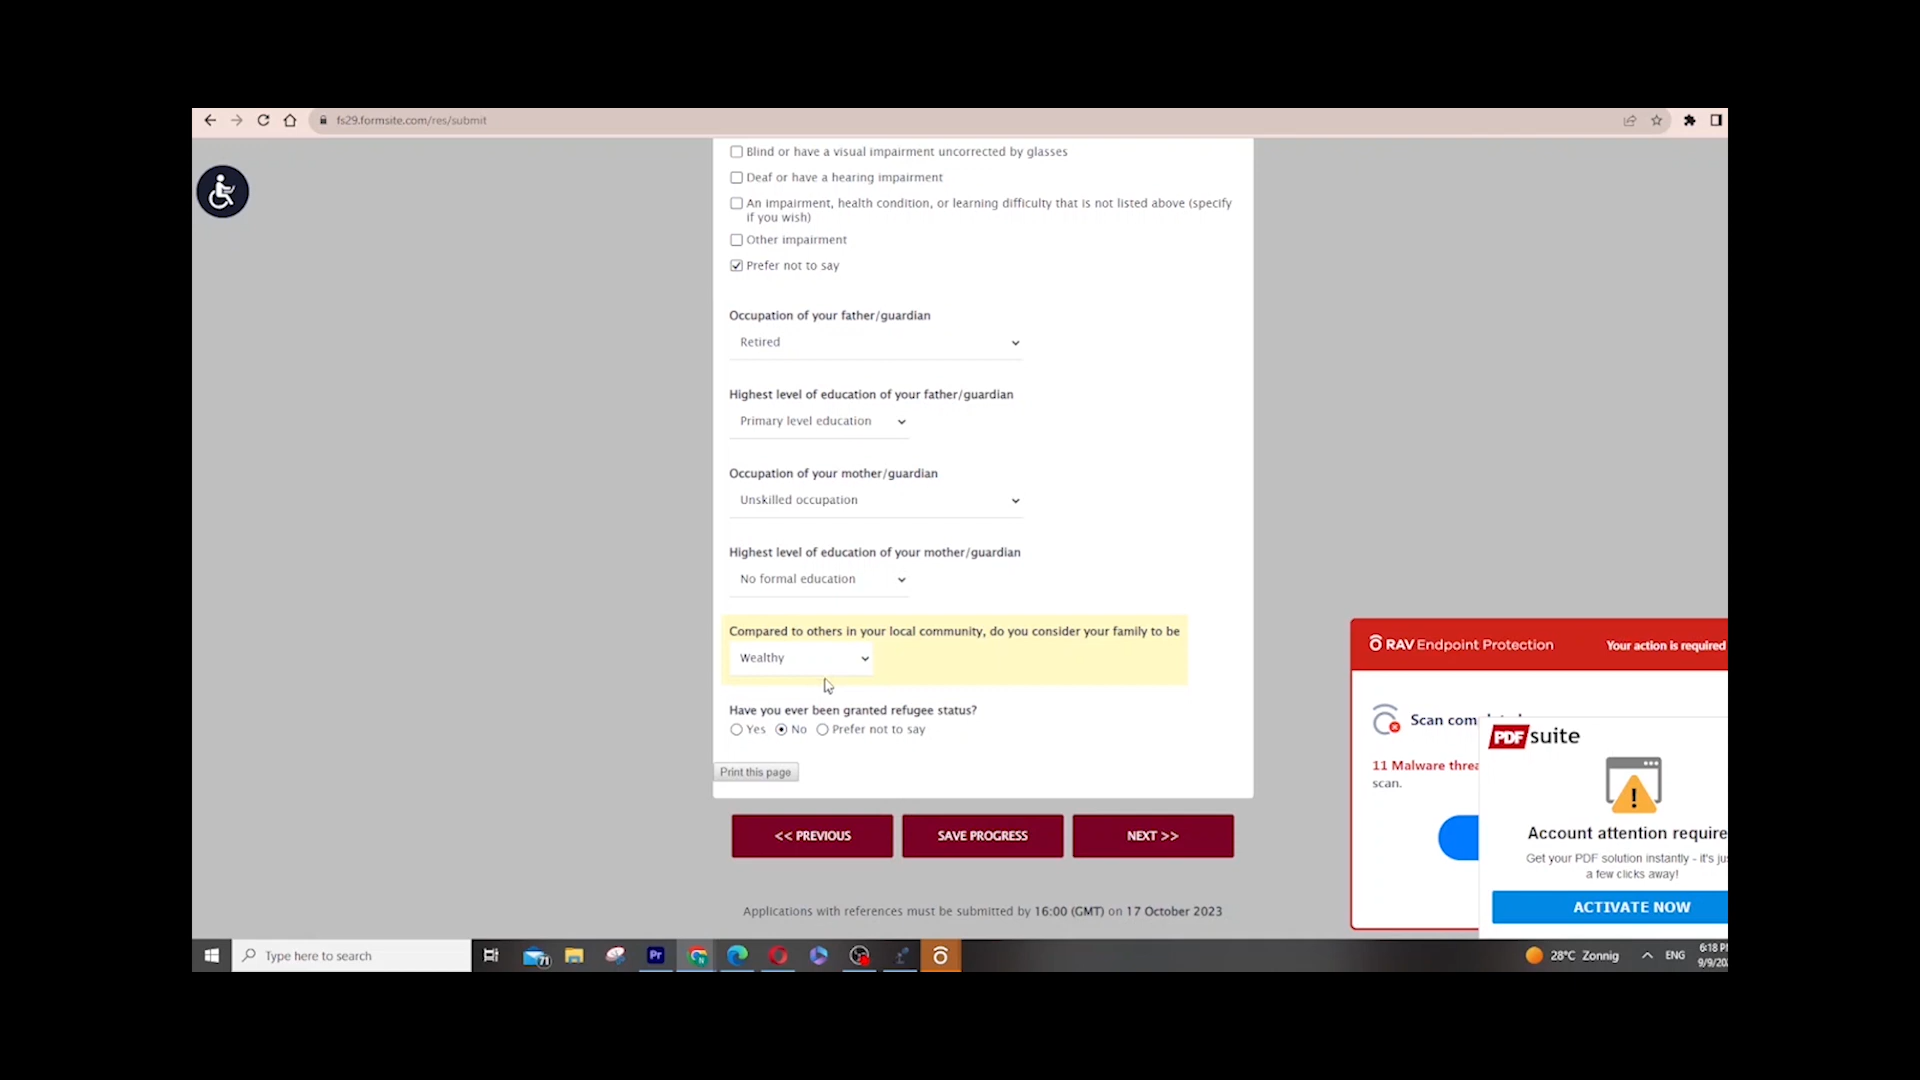 fs29.formsite.com/res/submit
Blind or have a visual impairment uncorrected by glasses
Deaf or have a hearing impairment
An impairment, health condition, or learning difficulty that is not listed above (specify
if you wish)
Other impairment
Prefer not to say
Occupation of your father/guardian
Retired
Highest level of education of your father/guardian
Primary level education
Occupation of your mother/guardian
Unskilled occupation
Highest level of education of your mother/guardian
No formal education
Compared to others in your local community, do you consider your family to be
Wealthy
Have you ever been granted refugee status?
Yes No Prefer not to say
Print this page
<< PREVIOUS SAVE PROGRESS NEXT >>
Applications with references must be submitted by 16:00 (GMT) on 17 October 2023
RAV Endpoint Protection Your action is required
Scan
11 Malware
scan.
PDF suite
!
Account attention require
Get your PDF solution instantly - it's
a few clicks away!
ACTIVATE NOW
Type here to search
71
Pr
N
28°C Zonnig
ENG
6:18
9/9/20